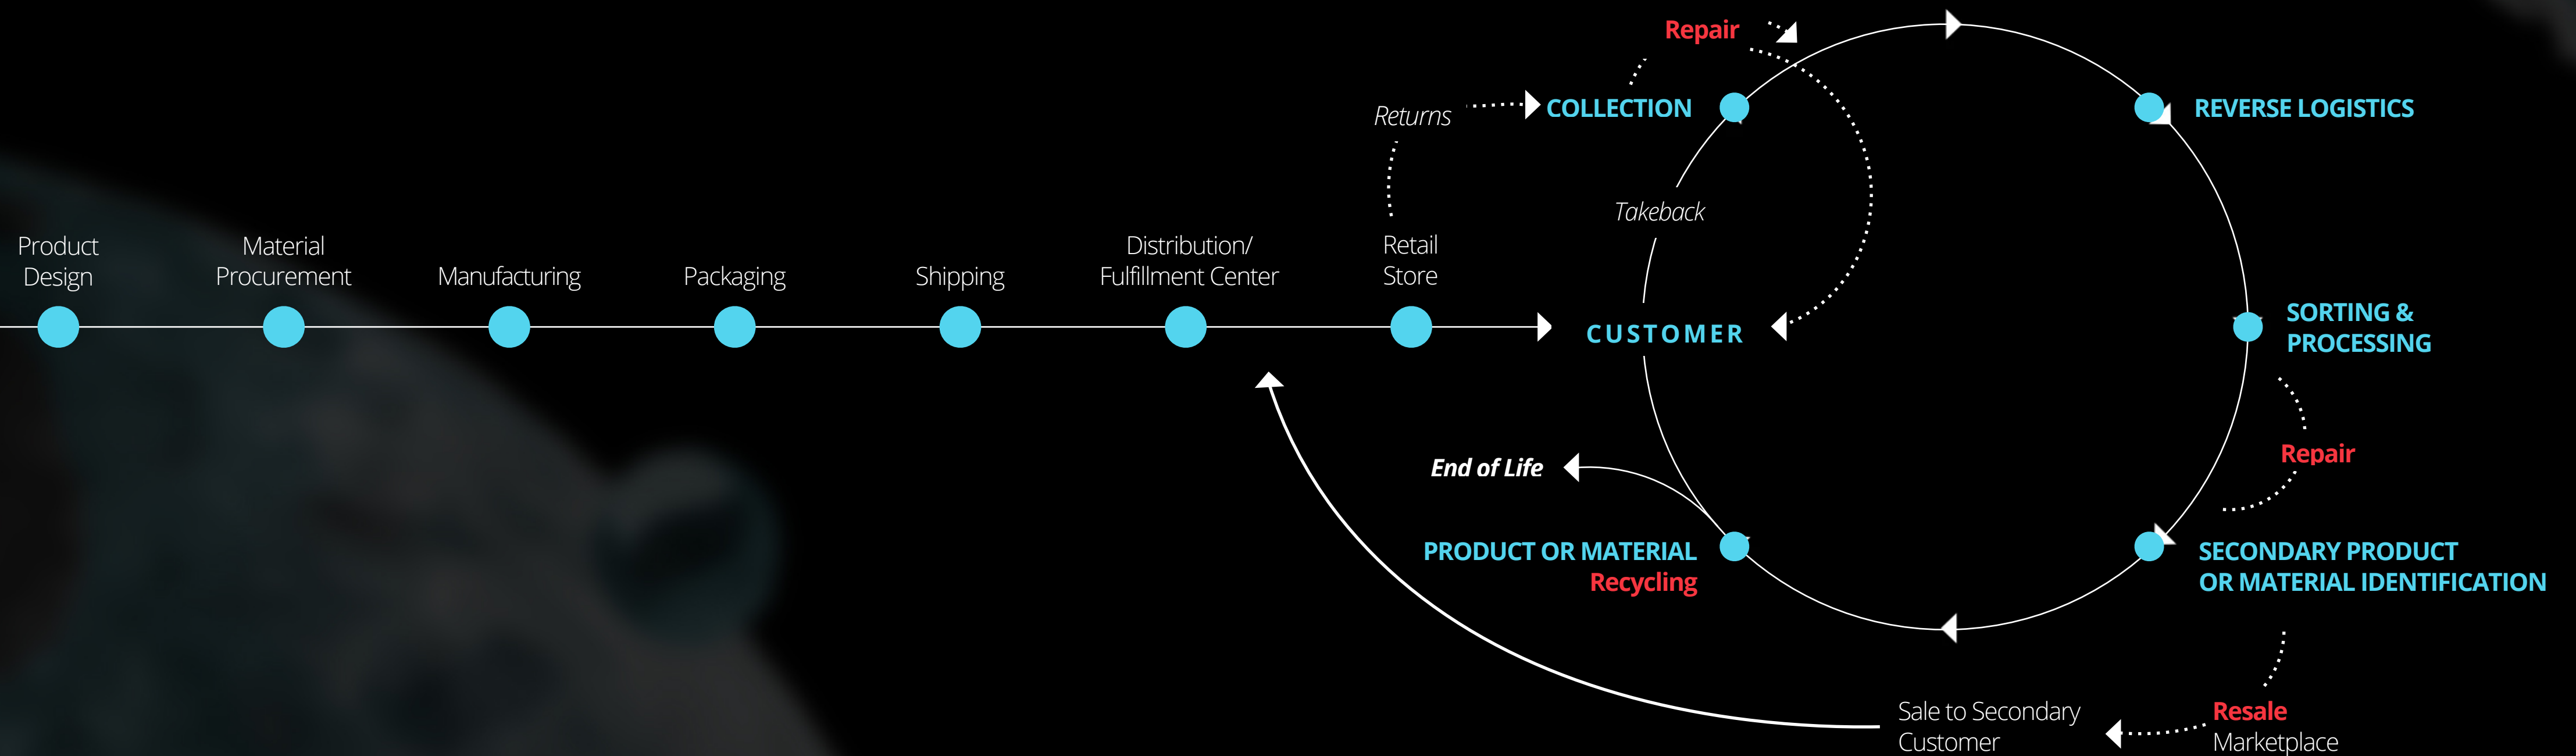 Product
Design
Material
Procurement
Manufacturing
Packaging
Shipping
Distribution/
Fulfillment Center
Retail
Store
Returns
Repair
COLLECTION
Takeback
CUSTOMER
REVERSE LOGISTICS
SORTING &
PROCESSING
Repair
SECONDARY PRODUCT
OR MATERIAL IDENTIFICATION
Resale
Marketplace
Sale to Secondary
Customer
PRODUCT OR MATERIAL
Recycling
End of Life